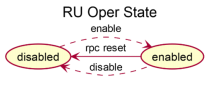 RU Oper State
enable
disabled
rpc reset
enabled
disable